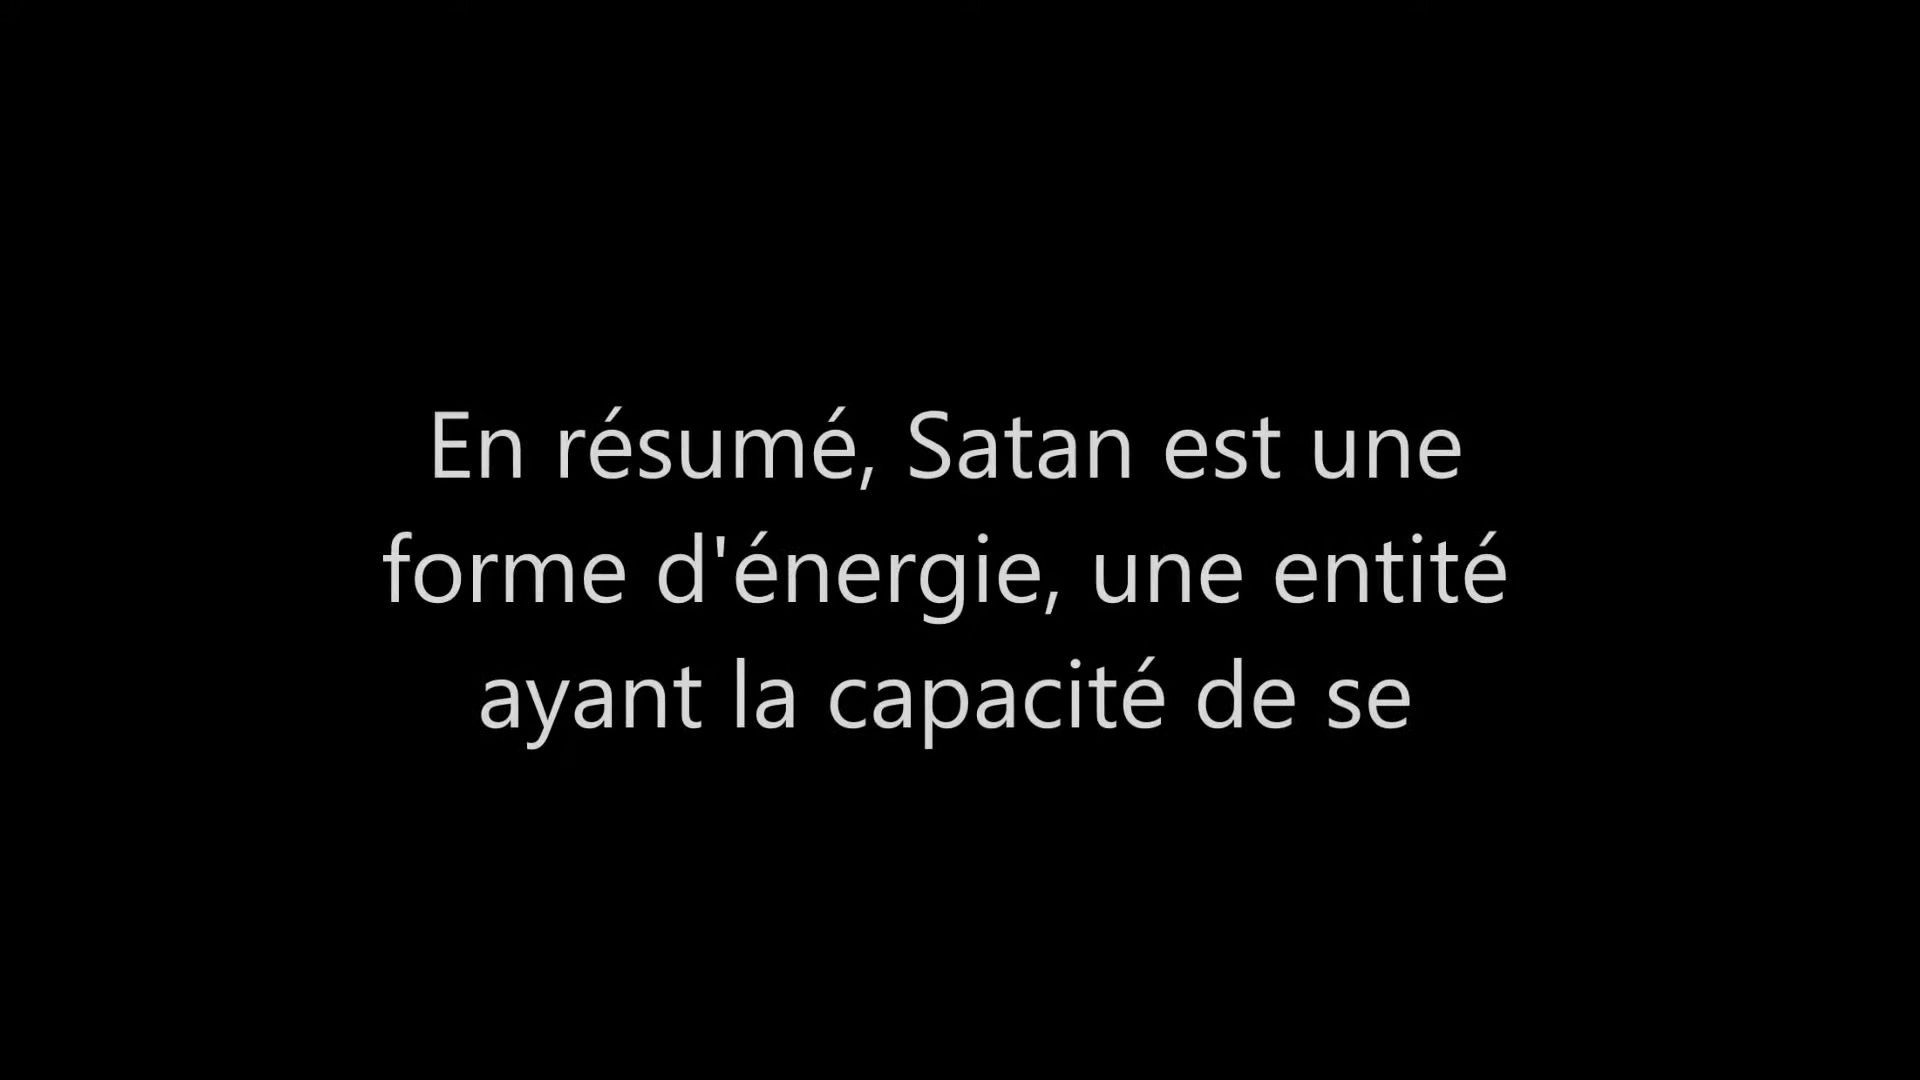 En résumé, Satan est une
forme d'énergie, une entité
ayant la capacité de se